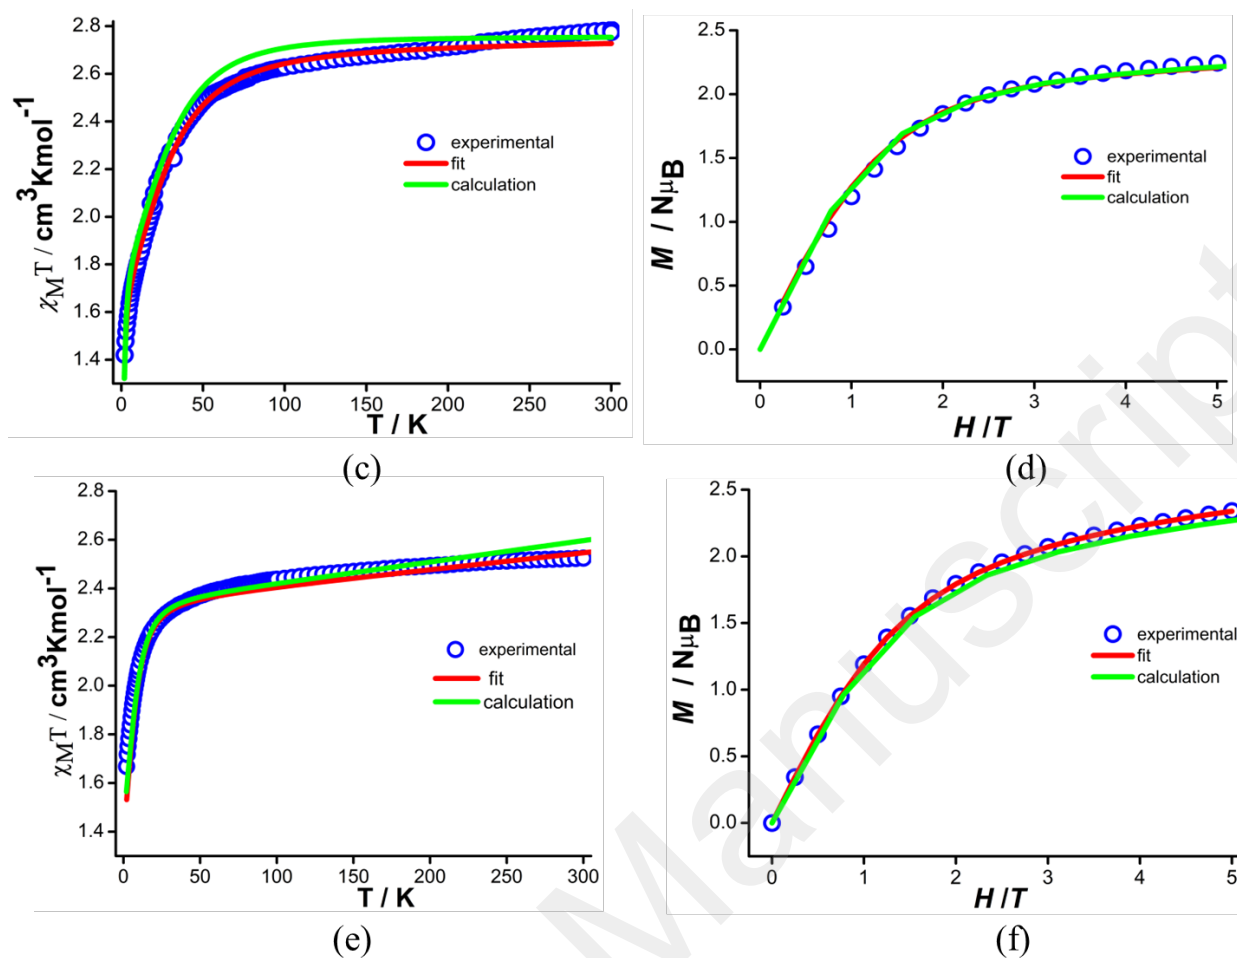 2.8
2.6
2.4
2.2
2.0
1.8
1.6
1.4
χMT / cm3Kmol-1
0 50 100 150 200 250 300
T / K
experimental
fit
calculation
(c)
2.5
2.0
1.5
1.0
0.5
0.0
M / NμB
0 1 2 3 4 5
H /T
experimental
fit
calculation
(d)
2.8
2.6
2.4
2.2
2.0
1.8
1.6
1.4
χMT / cm3Kmol-1
0 50 100 150 200 250 300
T / K
experimental
fit
calculation
(e)
2.5
2.0
1.5
1.0
0.5
0.0
M / NμB
0 1 2 3 4 5
H /T
experimental
fit
calculation
(f)
Manuscript